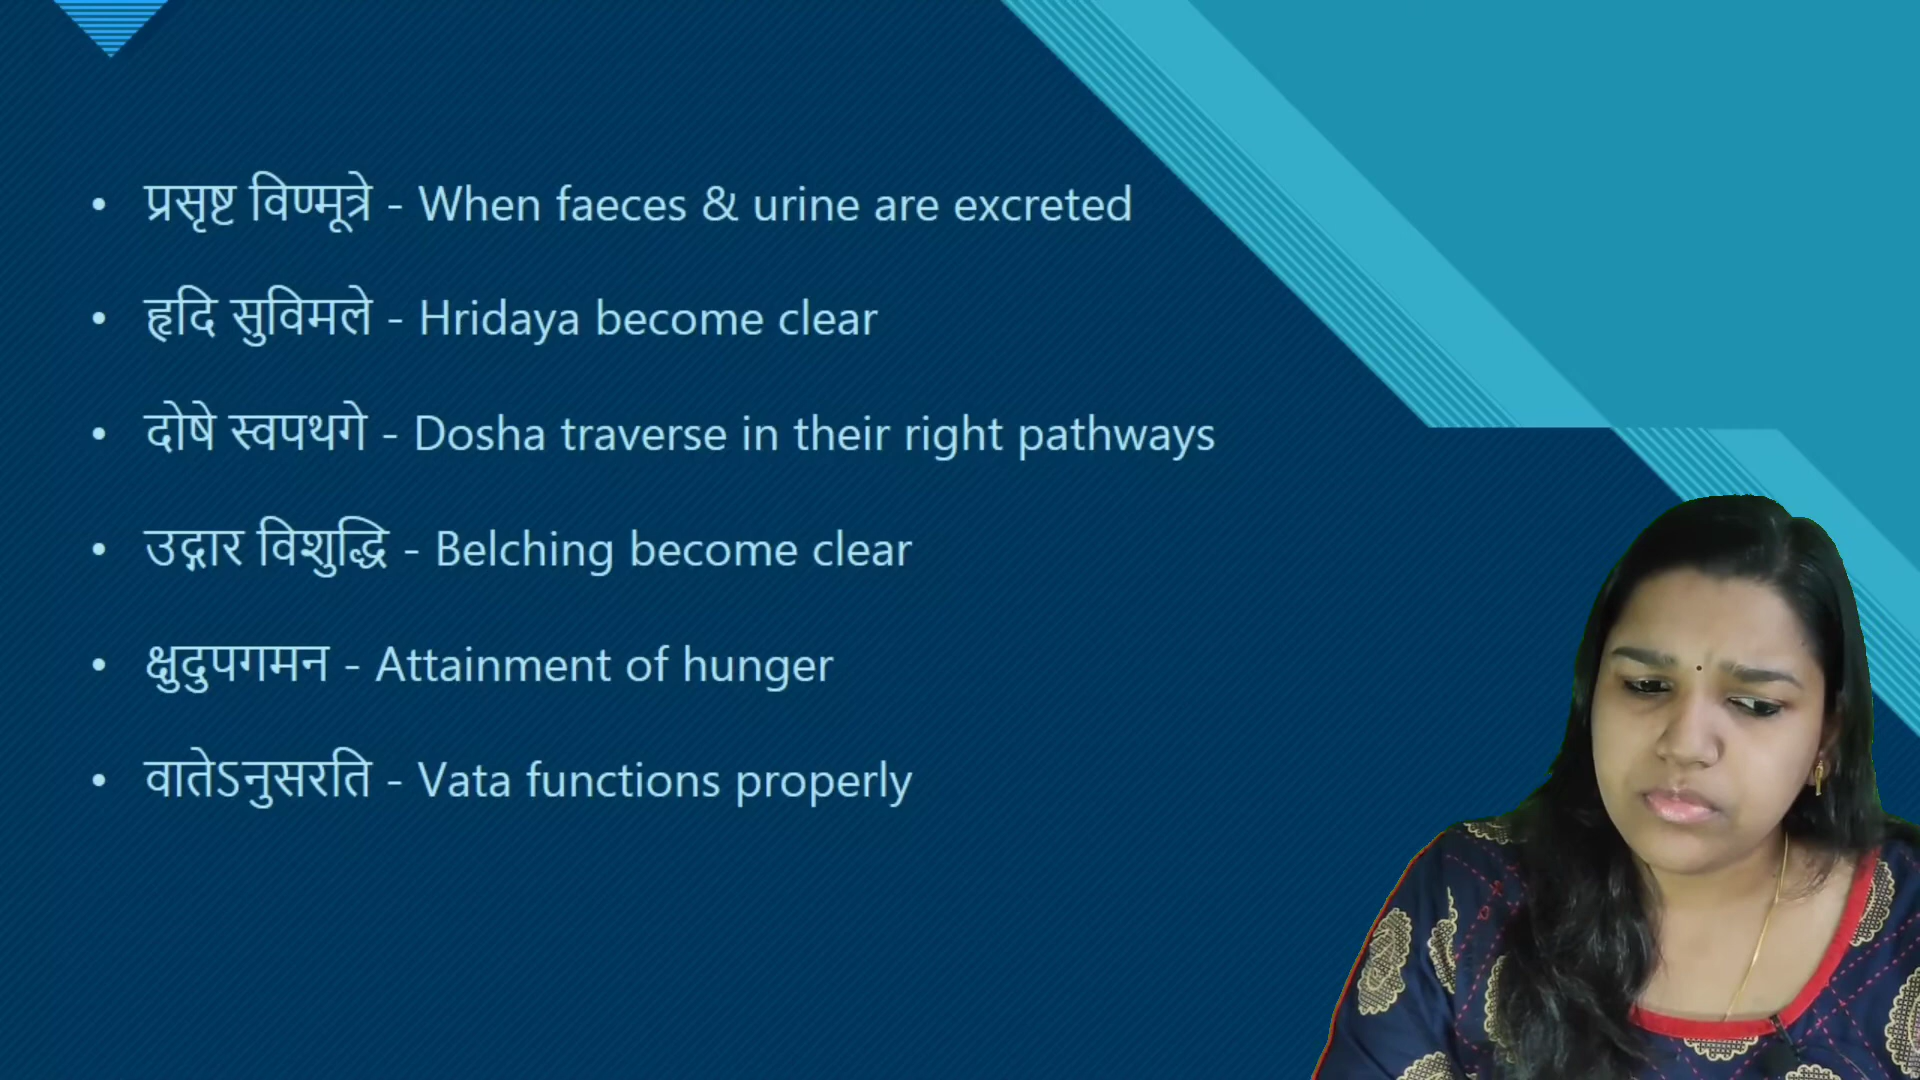 • प्रसृष्ट विण्मूत्रे - When faeces & urine are excreted
• हृदि सुविमले - Hridaya become clear
• दोषे स्वपथगे - Dosha traverse in their right pathways
• उद्गार विशुद्धि - Belching become clear
• क्षुदुपगमन - Attainment of hunger
• वातेऽनुसरति - Vata functions properly